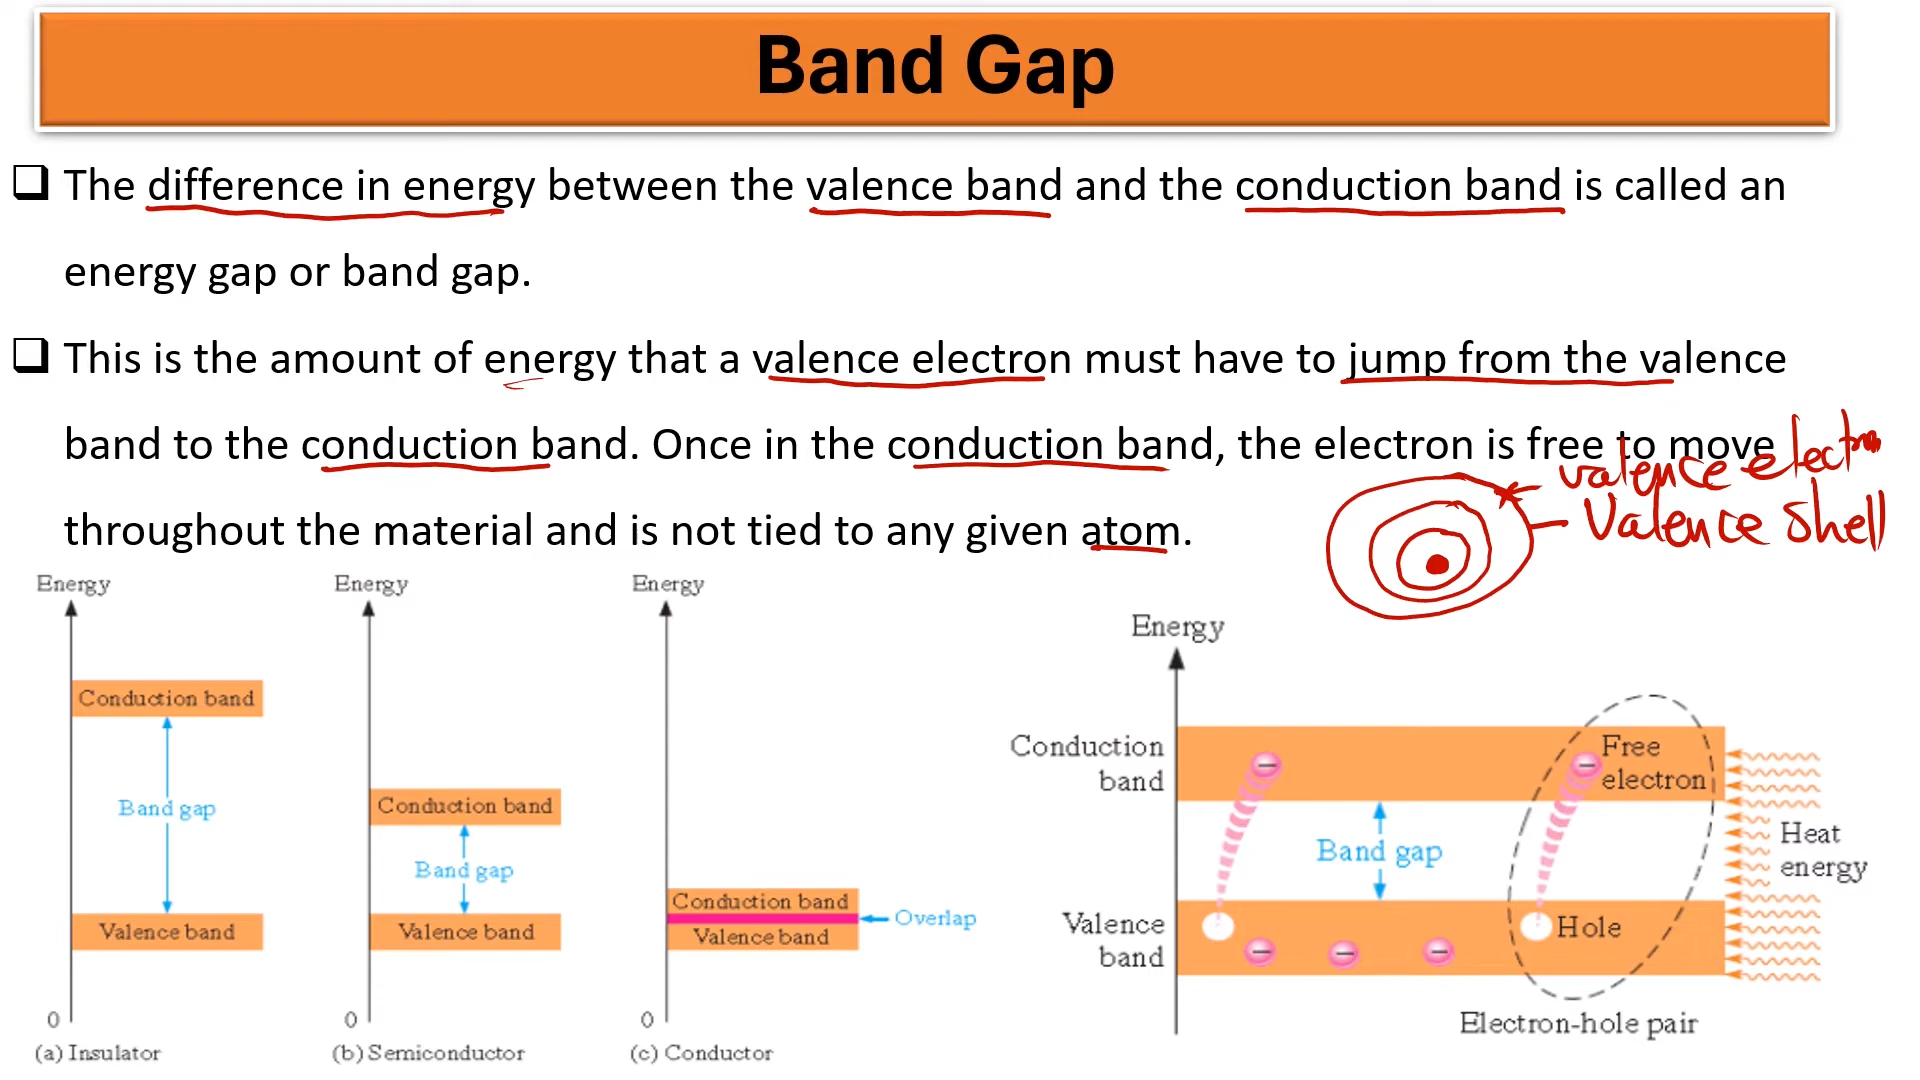 Band Gap
The difference in energy between the valence band and the conduction band is called an
energy gap or band gap.
This is the amount of energy that a valence electron must have to jump from the valence
band to the conduction band. Once in the conduction band, the electron is free to move
throughout the material and is not tied to any given atom.
valence electron
Valence Shell
Energy
Conduction band
Band gap
Valence band
0
(a) Insulator
Energy
Conduction band
Band gap
Valence band
0
(b) Semiconductor
Energy
Conduction band
Overlap
Valence band
0
(c) Conductor
Energy
Conduction
band
Free
electron
Band gap
Heat
energy
Valence
band
Hole
Electron-hole pair